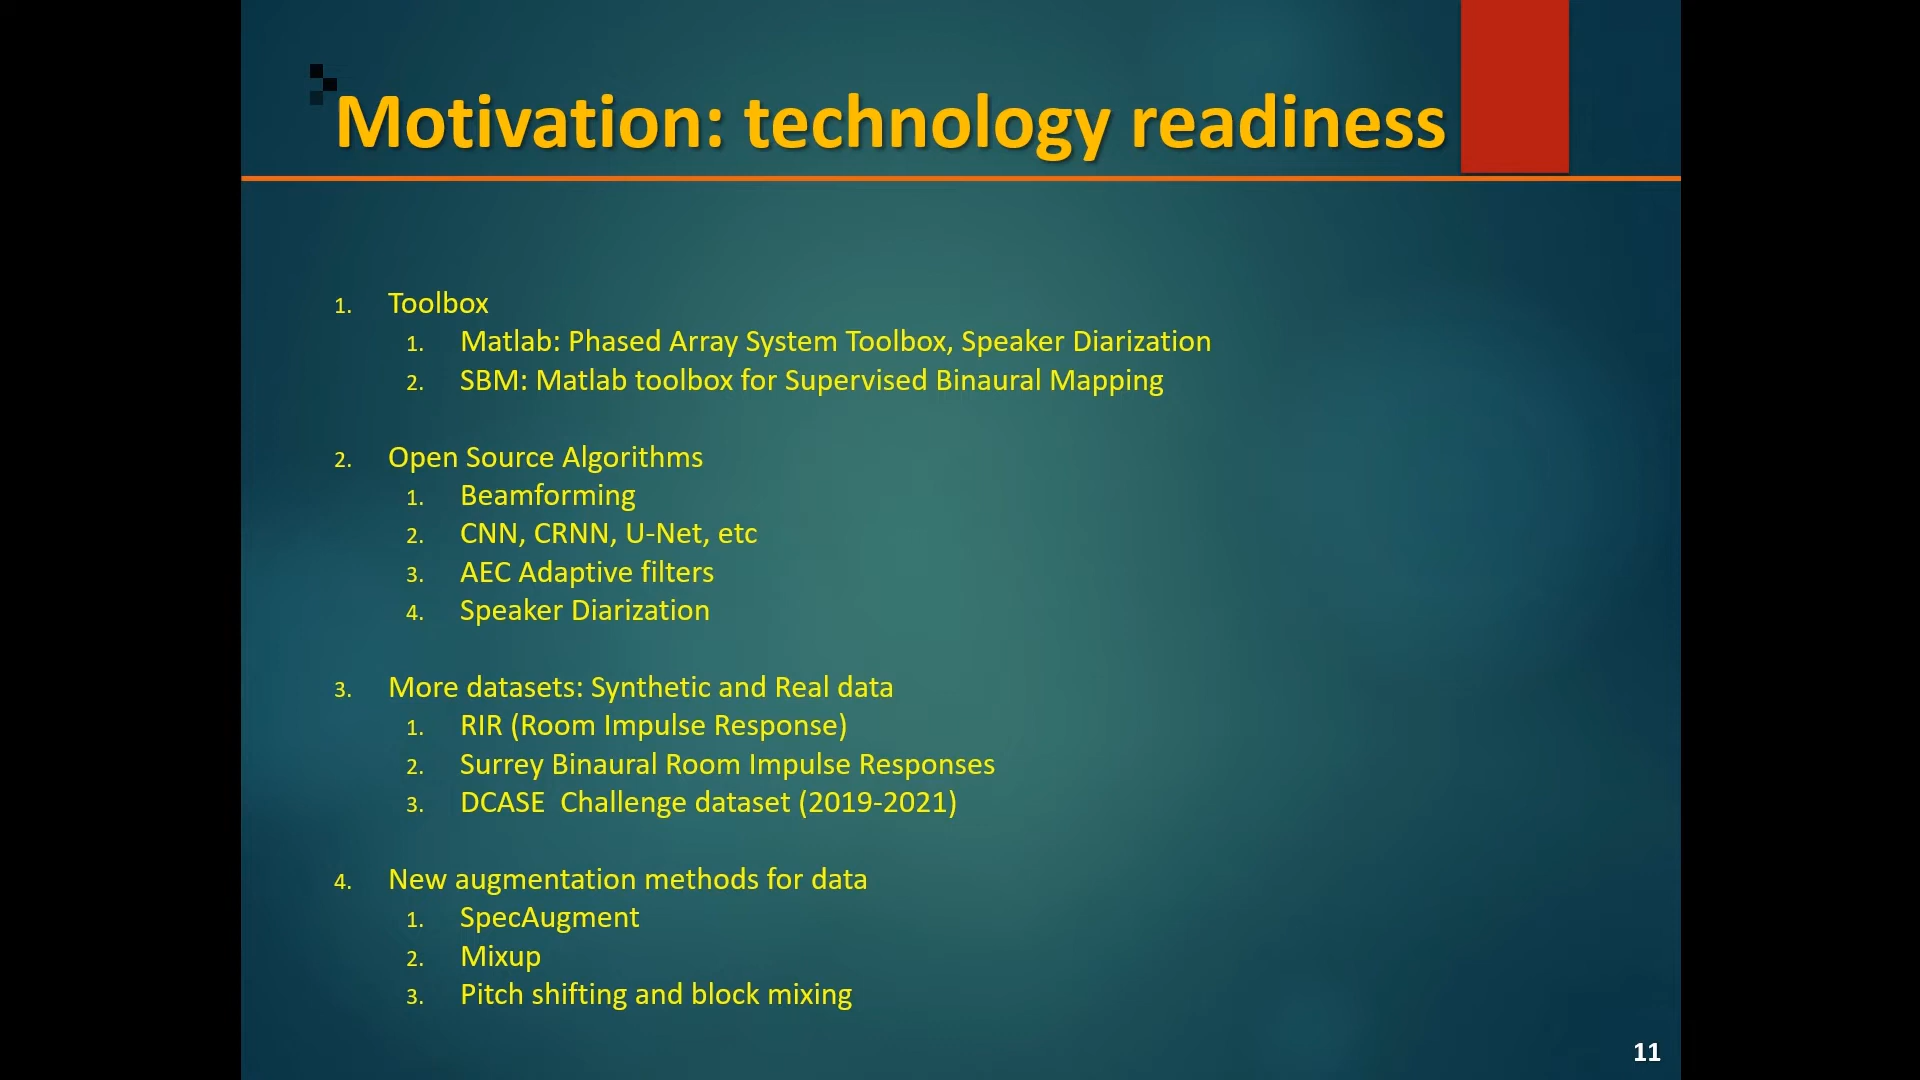 Motivation: technology readiness
1. Toolbox
1. Matlab: Phased Array System Toolbox, Speaker Diarization
2. SBM: Matlab toolbox for Supervised Binaural Mapping
2. Open Source Algorithms
1. Beamforming
2. CNN, CRNN, U-Net, etc
3. AEC Adaptive filters
4. Speaker Diarization
3. More datasets: Synthetic and Real data
1. RIR (Room Impulse Response)
2. Surrey Binaural Room Impulse Responses
3. DCASE  Challenge dataset (2019-2021)
4. New augmentation methods for data
1. SpecAugment
2. Mixup
3. Pitch shifting and block mixing
11